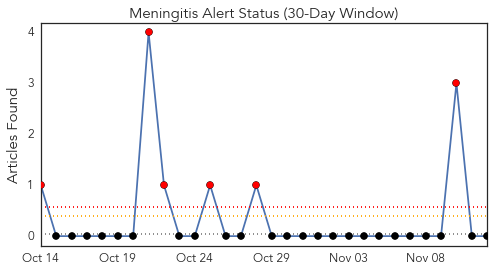 Meningitis Alert Status (30-Day Window)
Articles Found
4
3
2
1
0
Oct 14 Oct 19 Oct 24 Oct 29 Nov 03 Nov 08